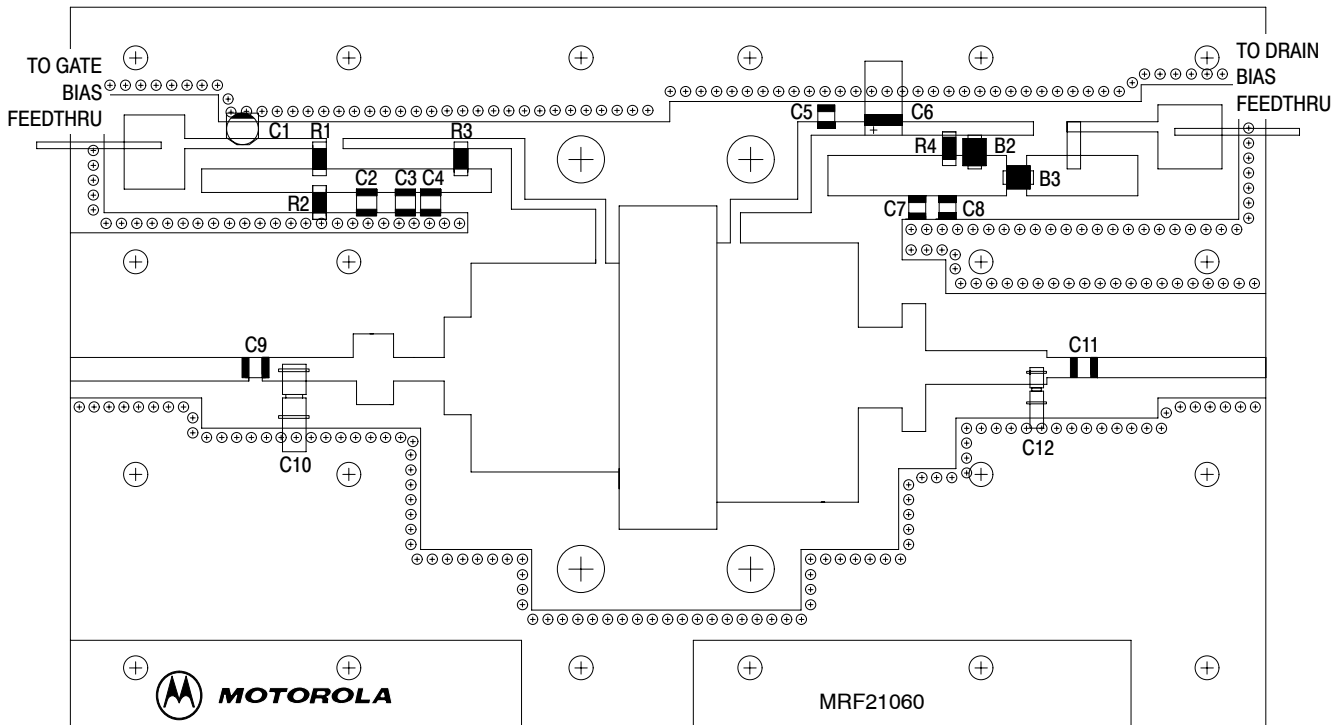 TO GATE
BIAS
FEEDTHRU
TO DRAIN
BIAS
FEEDTHRU
C1
R1
R3
C5
C6
R4
B2
B3
C2
C3
C4
R2
C7
C8
C9
C11
C10
C12
MOTOROLA
MRF21060